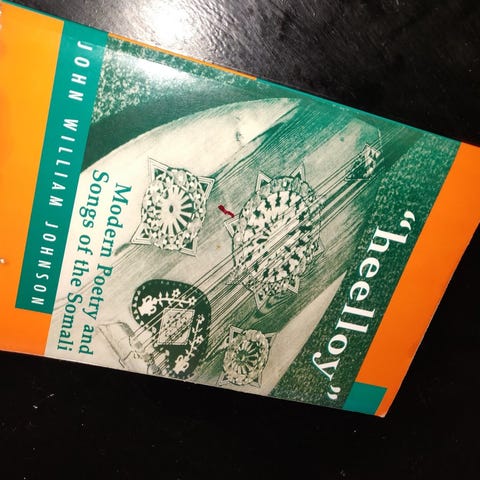 "heelloy"
Modern Poetry and
Songs of the Somali
JOHN WILLIAM JOHNSON